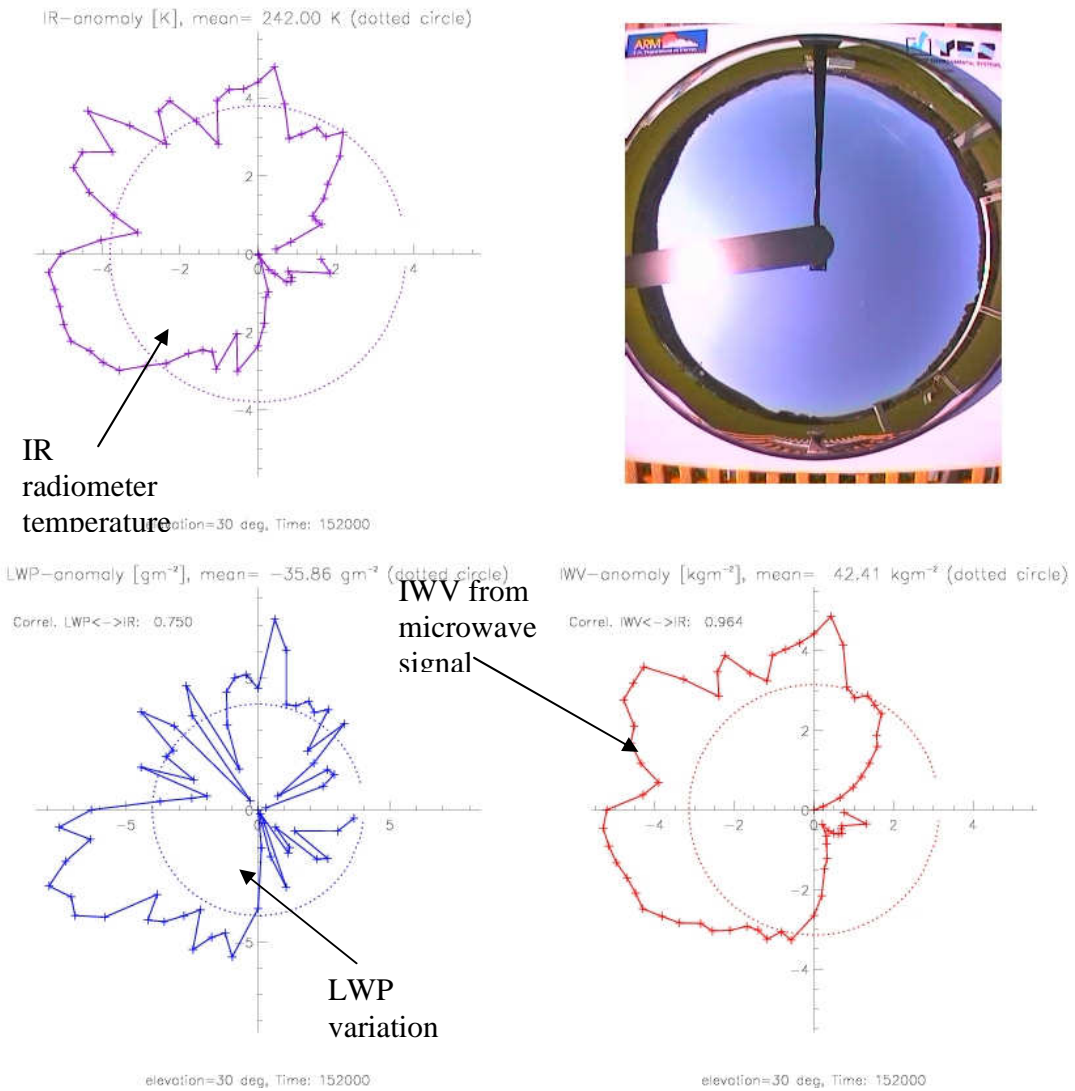 IR-anomaly [K], mean= 242.00 K (dotted circle)
4
2
-4
-2
0
2
4
-2
-4
IR
radiometer
temperature
elevation=30 deg, Time: 152000
ARM
LWP-anomaly [gm⁻², mean= -35.86 gm⁻² (dotted circle)
Correl. LWP<->IR: 0.750
-5
0
5
-5
LWP
variation
elevation=30 deg, Time: 152000
IWV-anomaly [kgm⁻²], mean= 42.41 kgm⁻² (dotted circle)
IWV from
microwave
signal
Correl. IWV<->IR: 0.964
4
2
-4
-2
0
2
4
-2
-4
elevation=30 deg, Time: 152000